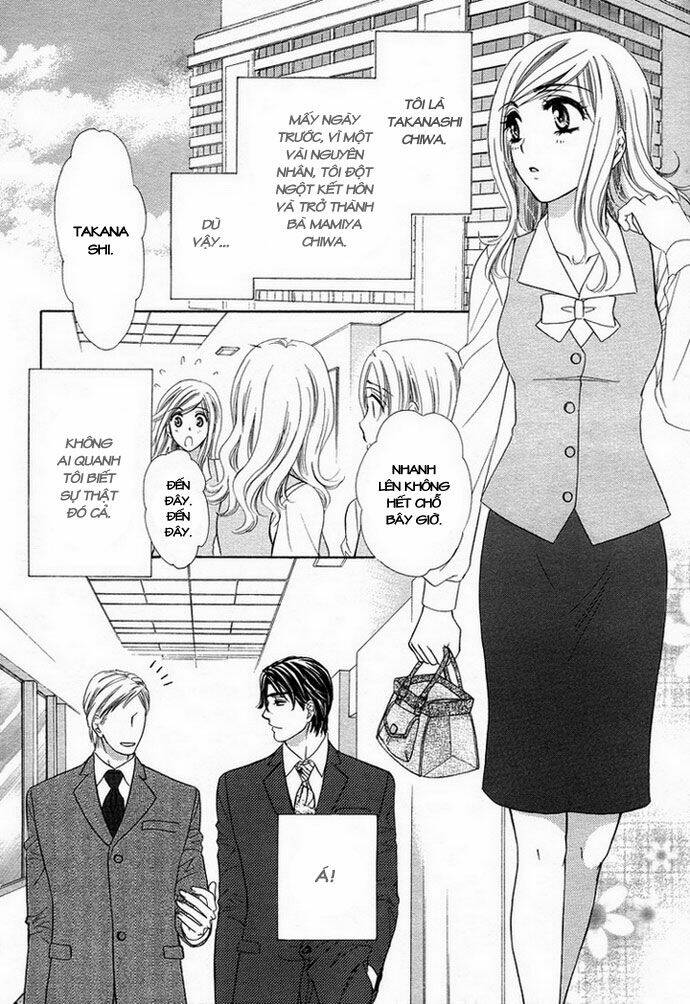 TÔI LÀ
TAKANASHI
CHIWA.
MẤY NGÀY
TRƯỚC, VÌ MỘT
VÀI NGUYÊN
NHÂN, TÔI ĐỘT
NGỘT KẾT HÔN
VÀ TRỞ THÀNH
BÀ MAMIYA
CHIWA.
DÙ
VẬY...
TAKANA
SHI.
NHANH
LÊN KHÔNG
HẾT CHỖ
BÂY GIỜ.
ĐẾN
ĐÂY.
ĐẾN
ĐÂY.
KHÔNG
AI QUANH
TÔI BIẾT
SỰ THẬT
ĐÓ CẢ.
Á!